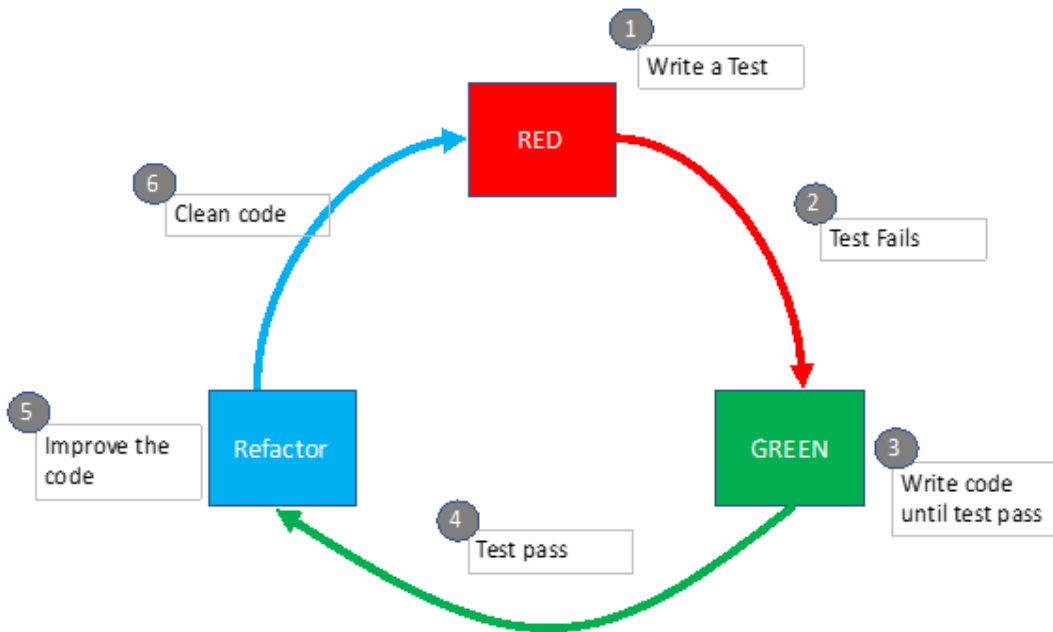 1
Write a Test
RED
2
Test Fails
6
Clean code
3
Write code
until test pass
GREEN
4
Test pass
5
Improve the
code
Refactor